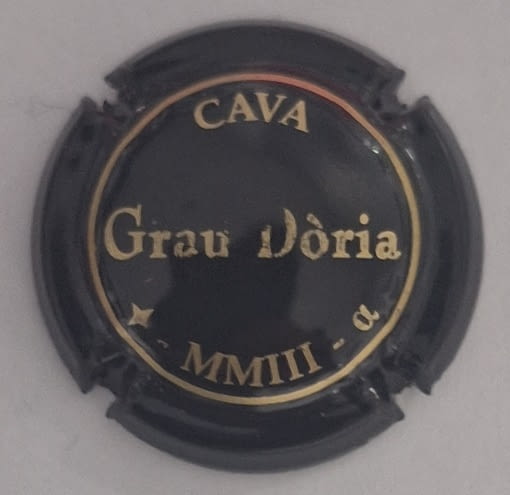 CAVA
Grau Dòria
- MMIII - α